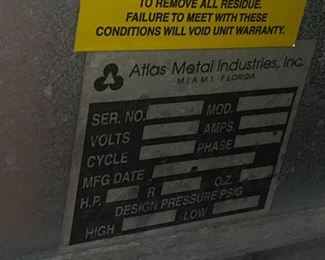 TO REMOVE ALL RESIDUE.
FAILURE TO MEET WITH THESE
CONDITIONS WILL VOID UNIT WARRANTY.
Atlas Metal Industries, Inc.
MIAMI, FLORIDA
SER. NO. MOD.
VOLTS AMPS.
CYCLE PHASE
MFG DATE
H.P. R O.Z.
DESIGN PRESSURE PSIG
HIGH LOW